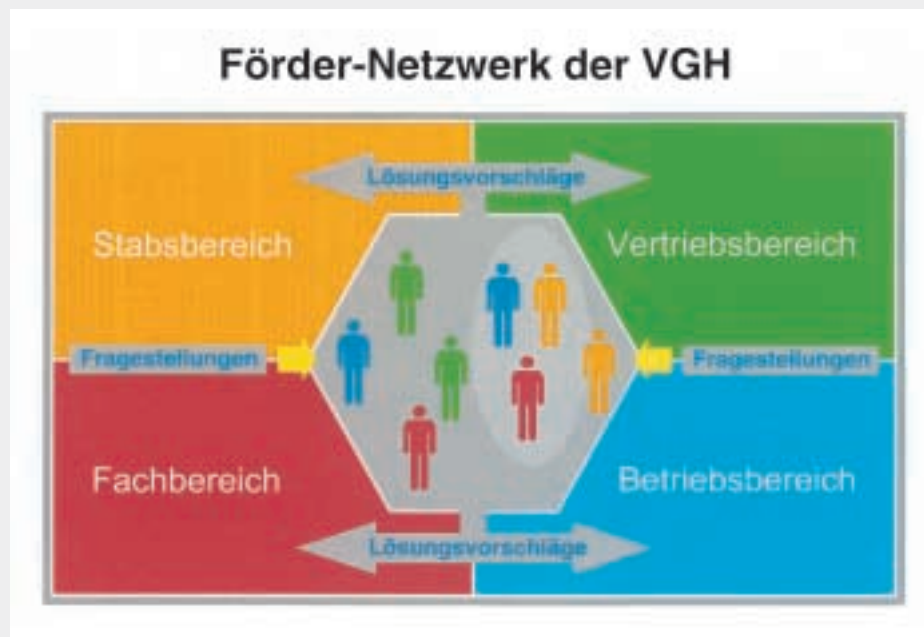 Förder-Netzwerk der VGH
Lösungsvorschläge
Stabsbereich
Vertriebsbereich
Fragestellungen
Fragestellungen
Fachbereich
Betriebsbereich
Lösungsvorschläge